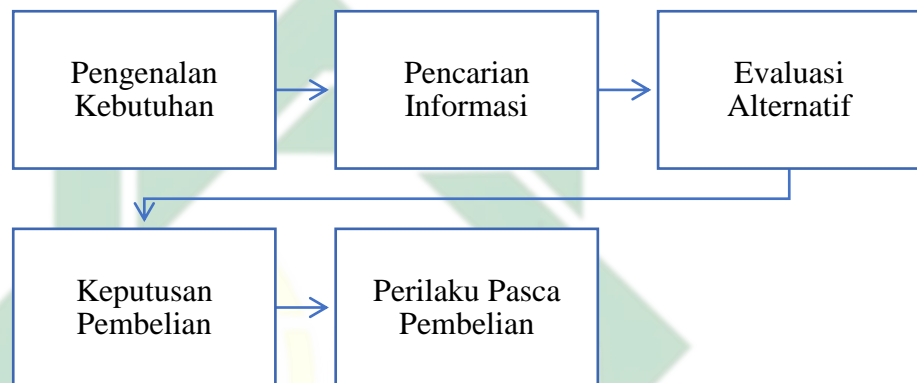 Pengenalan
Kebutuhan
Pencarian
Informasi
Evaluasi
Alternatif
Keputusan
Pembelian
Perilaku Pasca
Pembelian